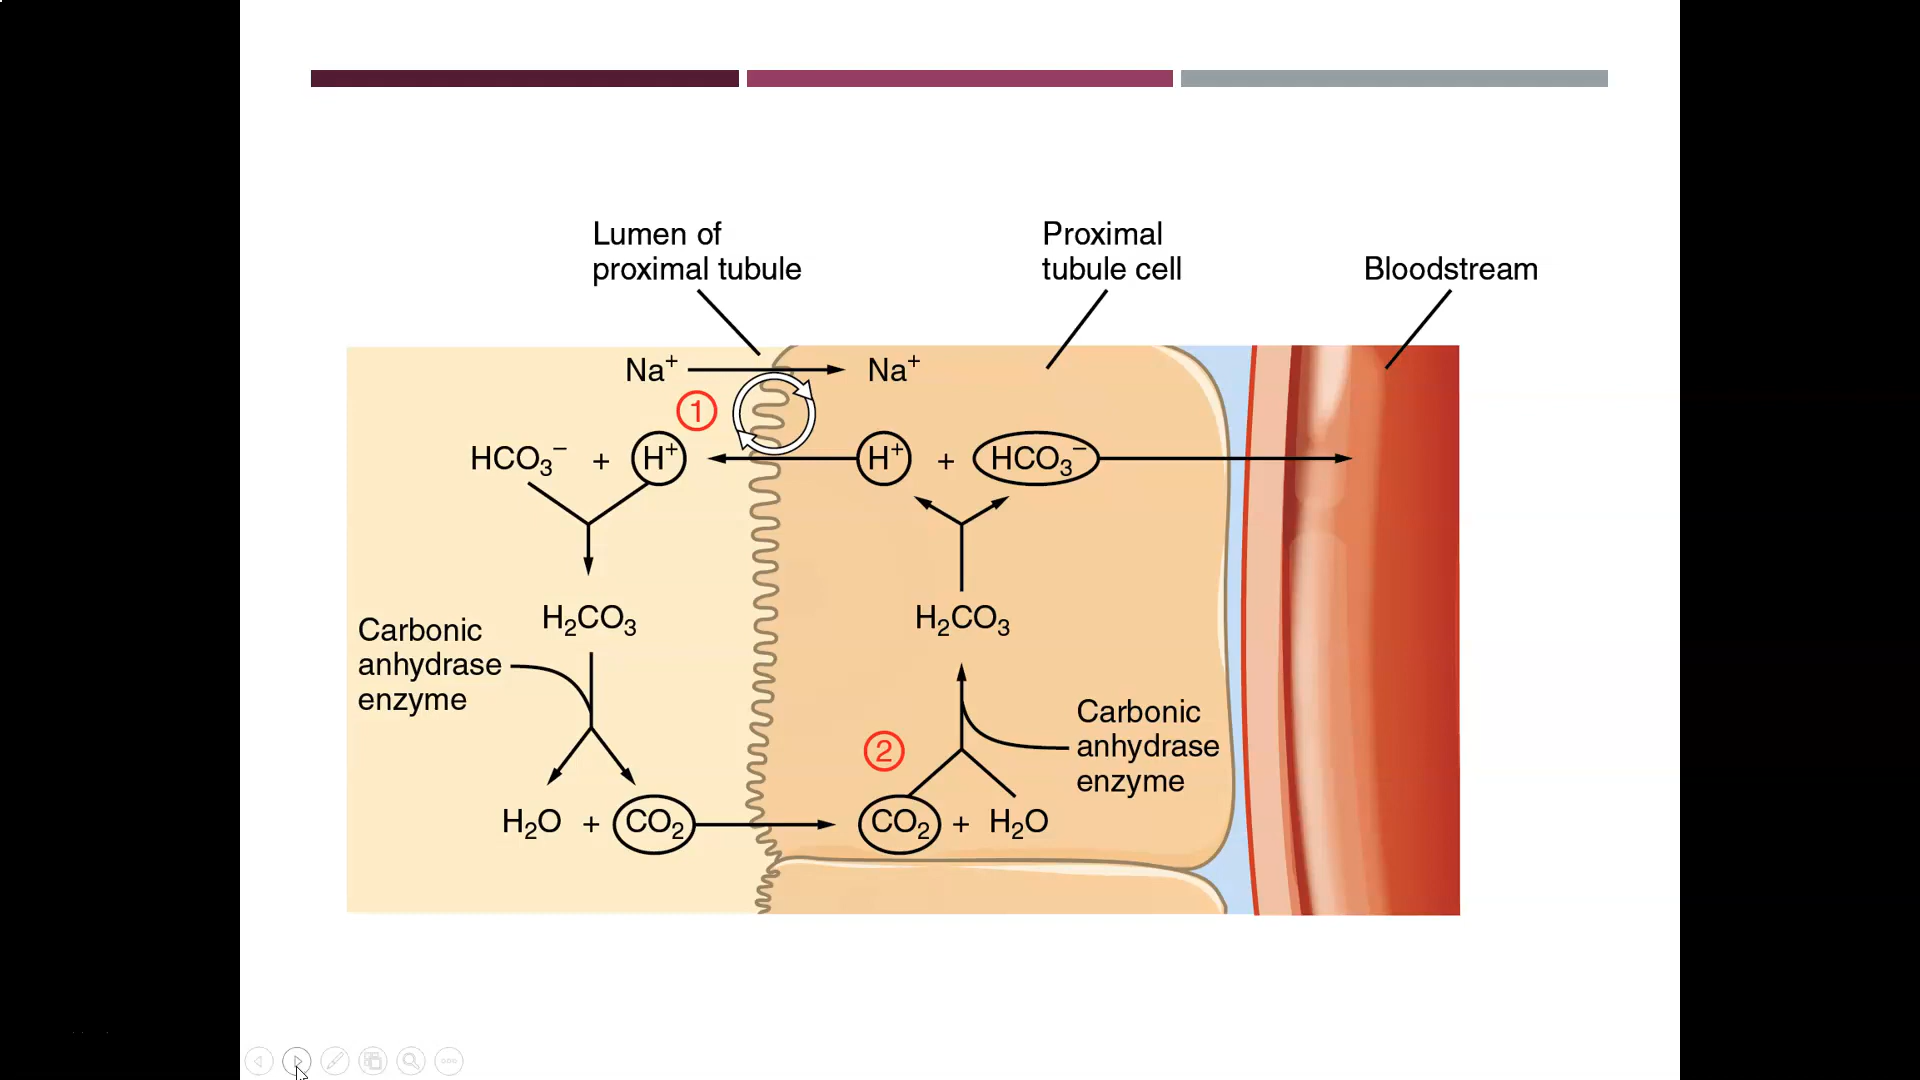 Lumen of
proximal tubule
Proximal
tubule cell
Bloodstream
Na⁺
Na⁺
1
HCO₃⁻ + H⁺
H⁺ + HCO₃⁻
H₂CO₃
H₂CO₃
Carbonic
anhydrase
enzyme
Carbonic
anhydrase
enzyme
2
H₂O + CO₂
CO₂ + H₂O